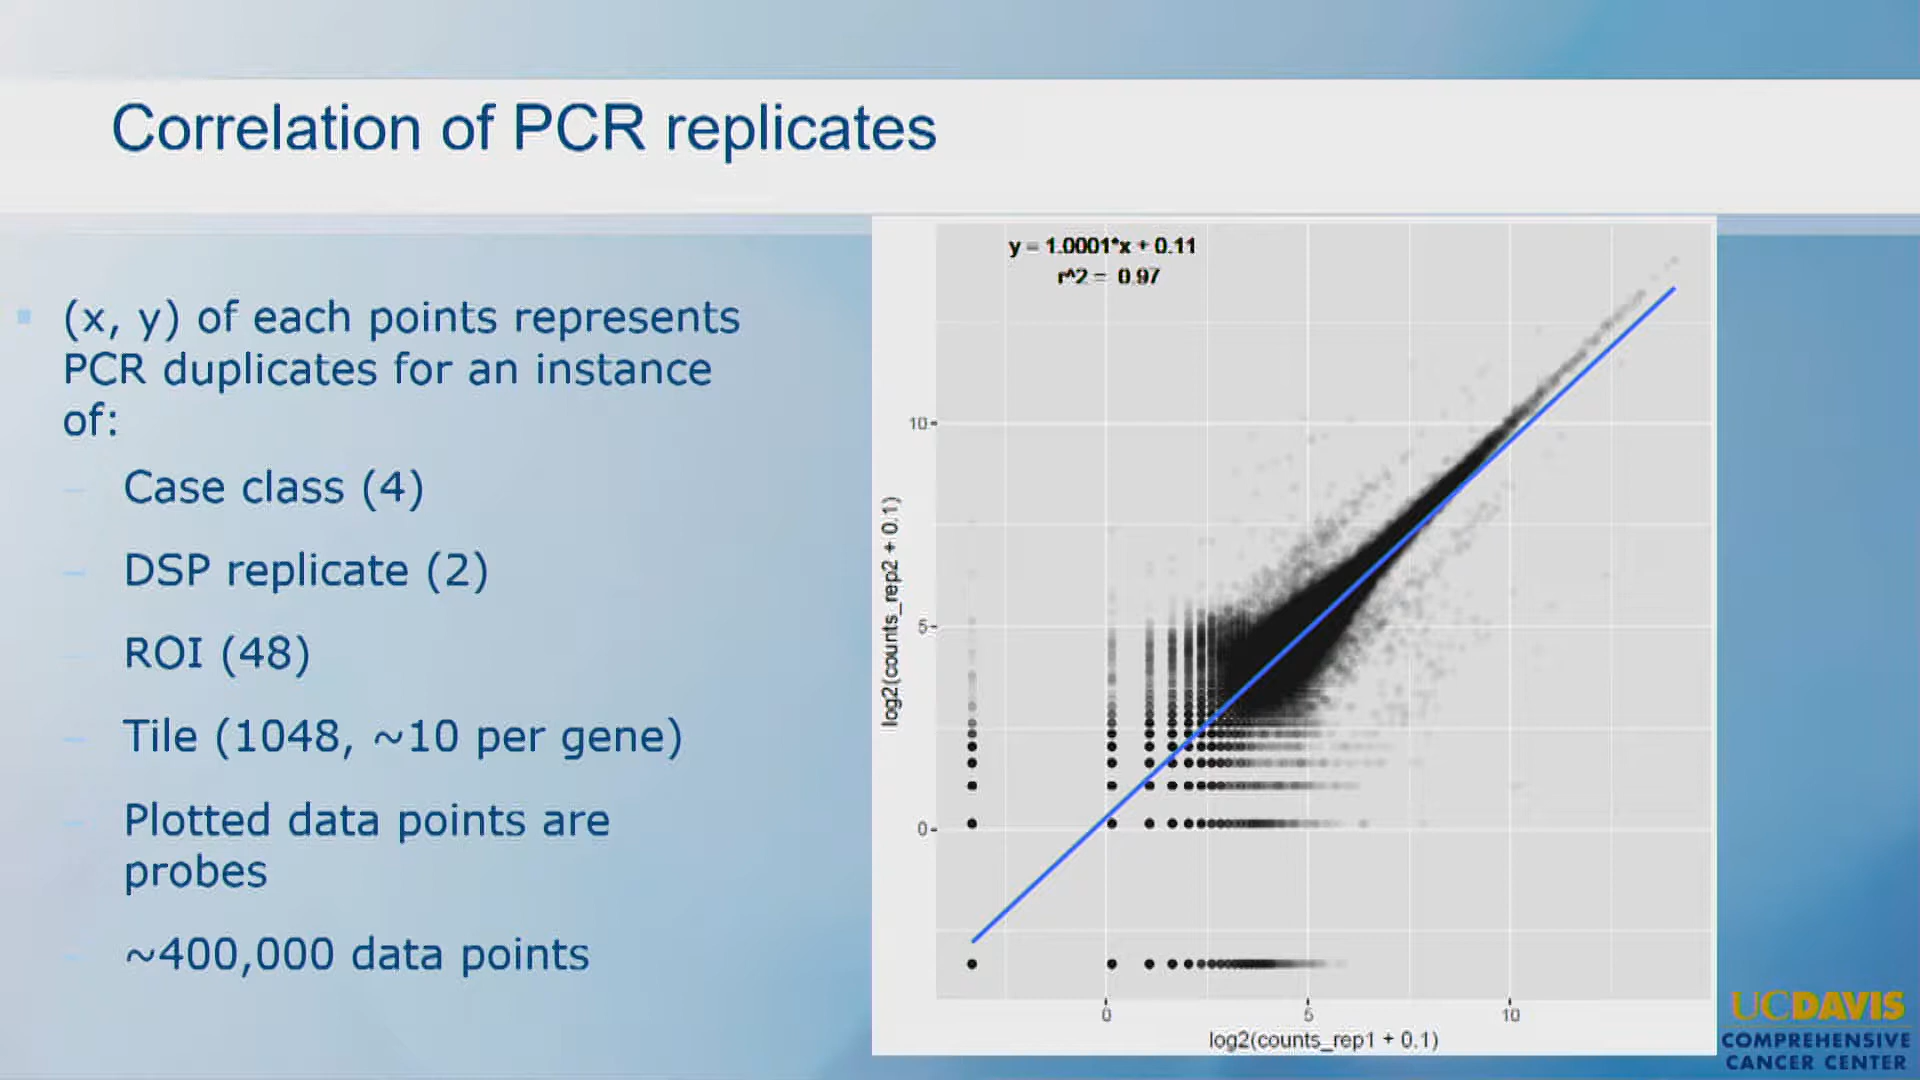 Correlation of PCR replicates
(x, y) of each points represents
PCR duplicates for an instance
of:
Case class (4)
DSP replicate (2)
ROI (48)
Tile (1048, ~10 per gene)
Plotted data points are
probes
~400,000 data points
y = 1.0001*x + 0.11
r^2 = 0.97
log2(counts_rep2 + 0.1)
10
5
0
0 5 10
log2(counts_rep1 + 0.1)
UCDAVIS
COMPREHENSIVE
CANCER CENTER